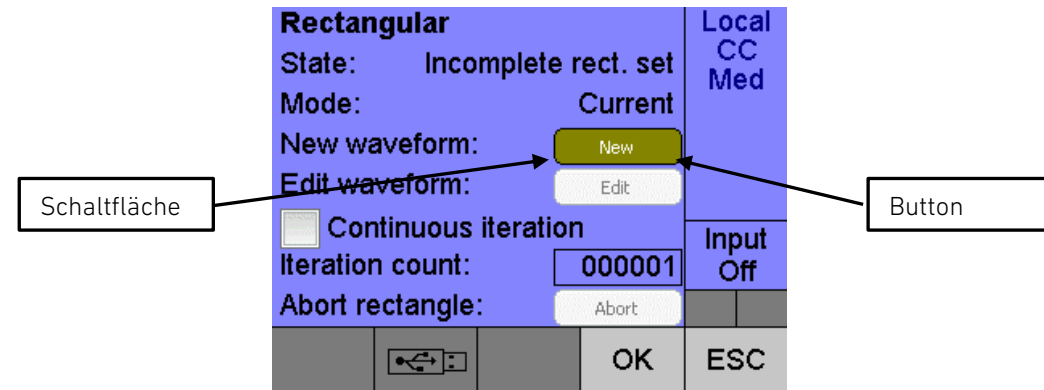 Rectangular
State: Incomplete rect. set
Mode: Current
New waveform: New
Edit waveform: Edit
Continuous iteration
Iteration count: 000001
Abort rectangle: Abort
OK
ESC
Local
CC
Med
Input
Off
Schaltfläche
Button